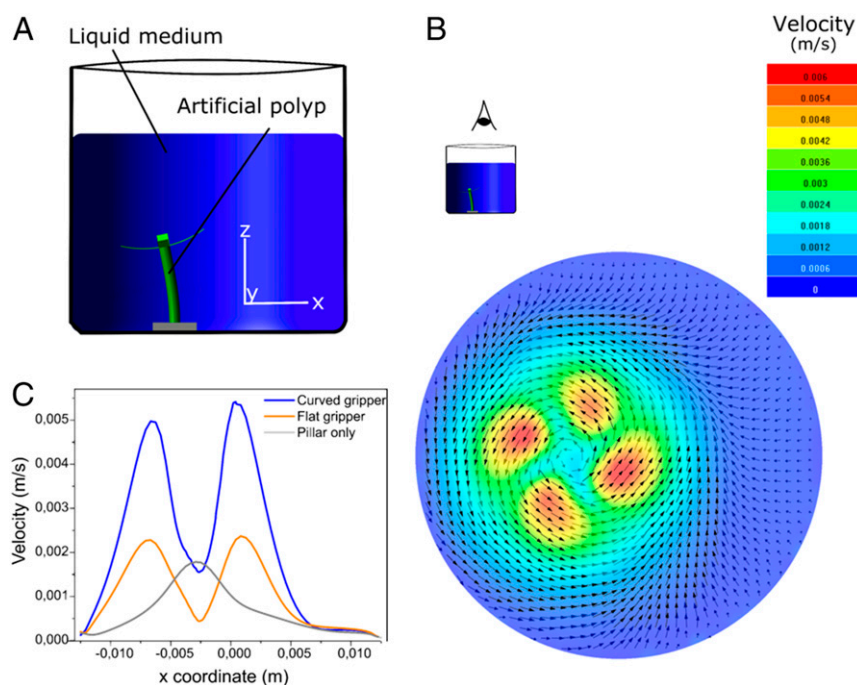 A
Liquid medium
Artificial polyp
z
y
x
B
Velocity
(m/s)
0.006
0.0054
0.0048
0.0042
0.0036
0.003
0.0024
0.0018
0.0012
0.0006
0
C
Velocity (m/s)
0,005
0,004
0,003
0,002
0,001
0,000
Curved gripper
Flat gripper
Pillar only
-0,010
-0,005
0,000
0,005
0,010
x coordinate (m)